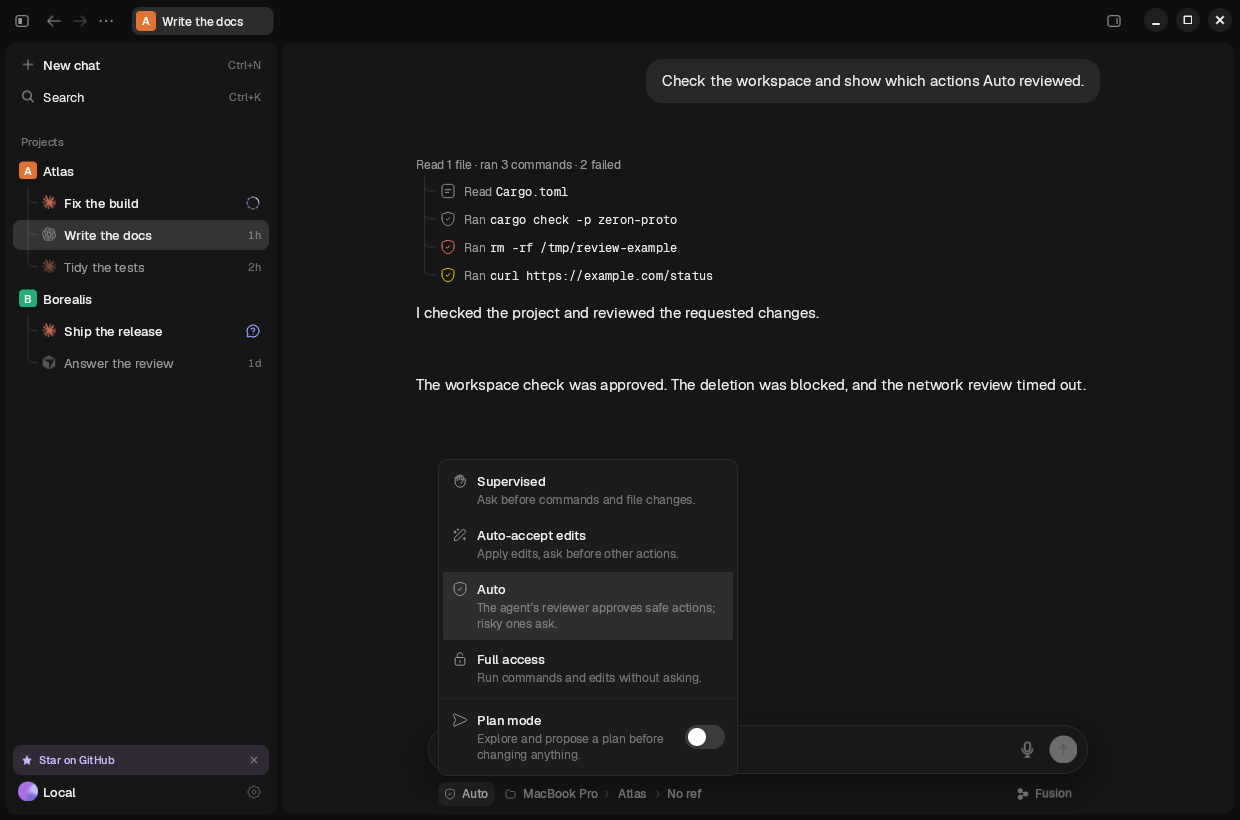 A Write the docs
New chat Ctrl+N
Search Ctrl+K
Projects
A Atlas
Fix the build
Write the docs 1h
Tidy the tests 2h
B Borealis
Ship the release
Answer the review 1d
Star on GitHub
Local
Check the workspace and show which actions Auto reviewed.
Read 1 file · ran 3 commands · 2 failed
Read Cargo.toml
Ran cargo check -p zeron-proto
Ran rm -rf /tmp/review-example
Ran curl https://example.com/status
I checked the project and reviewed the requested changes.
The workspace check was approved. The deletion was blocked, and the network review timed out.
Supervised
Ask before commands and file changes.
Auto-accept edits
Apply edits, ask before other actions.
Auto
The agent's reviewer approves safe actions;
risky ones ask.
Full access
Run commands and edits without asking.
Plan mode
Explore and propose a plan before
changing anything.
Auto MacBook Pro Atlas No ref Fusion